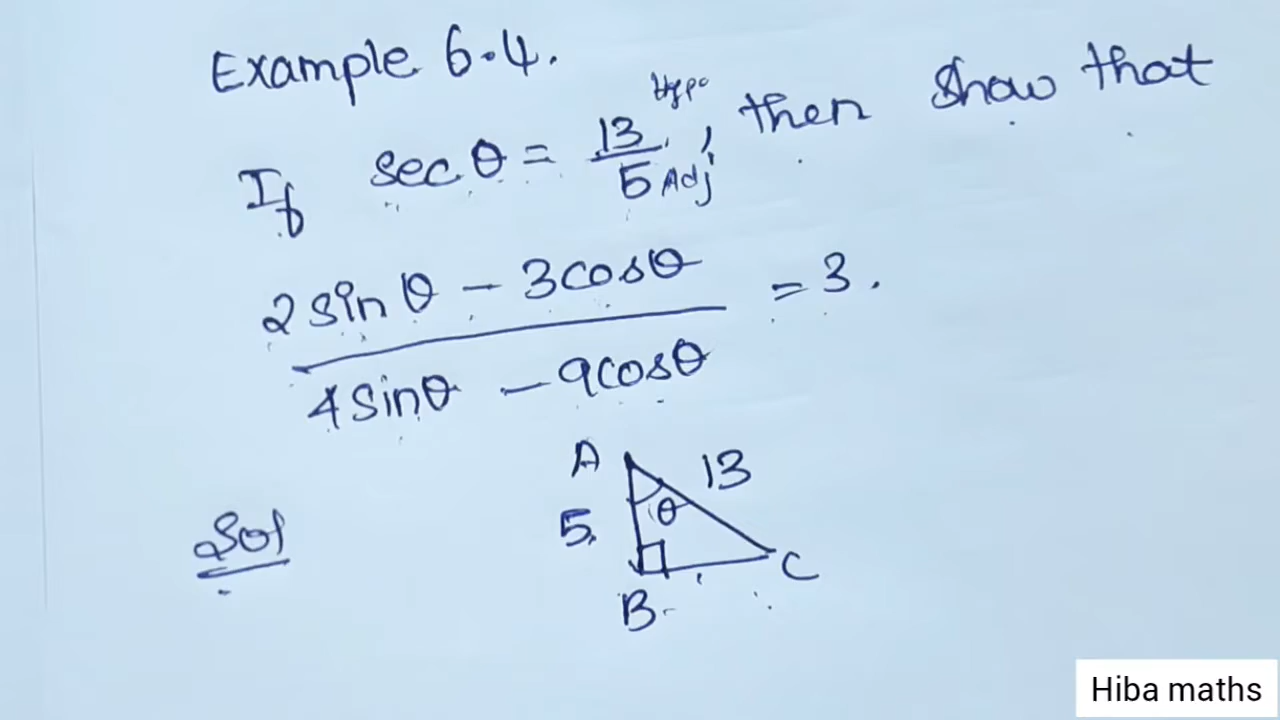 Example 6.4.
Hypo
If sec θ = 13/5 Adj, then show that
2 sin θ - 3 cos θ
= 3.
4 sin θ - 9 cos θ
A 13
5. θ
Sol
B C
Hiba maths